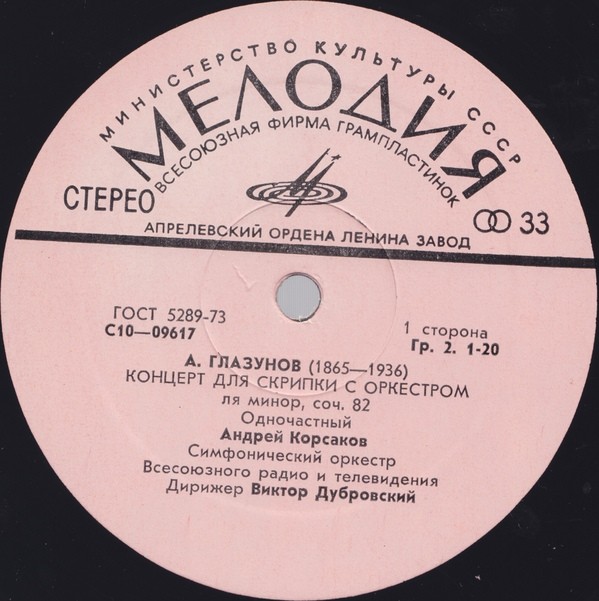 МИНИСТЕРСТВО КУЛЬТУРЫ СССР
МЕЛОДИЯ
ВСЕСОЮЗНАЯ ФИРМА ГРАМПЛАСТИНОК
СТЕРЕО
33
АПРЕЛЕВСКИЙ ОРДЕНА ЛЕНИНА ЗАВОД
ГОСТ 5289-73
С10—09617
1 сторона
Гр. 2. 1-20
А. ГЛАЗУНОВ (1865—1936)
КОНЦЕРТ ДЛЯ СКРИПКИ С ОРКЕСТРОМ
ля минор, соч. 82
Одночастный
Андрей Корсаков
Симфонический оркестр
Всесоюзного радио и телевидения
Дирижер Виктор Дубровский